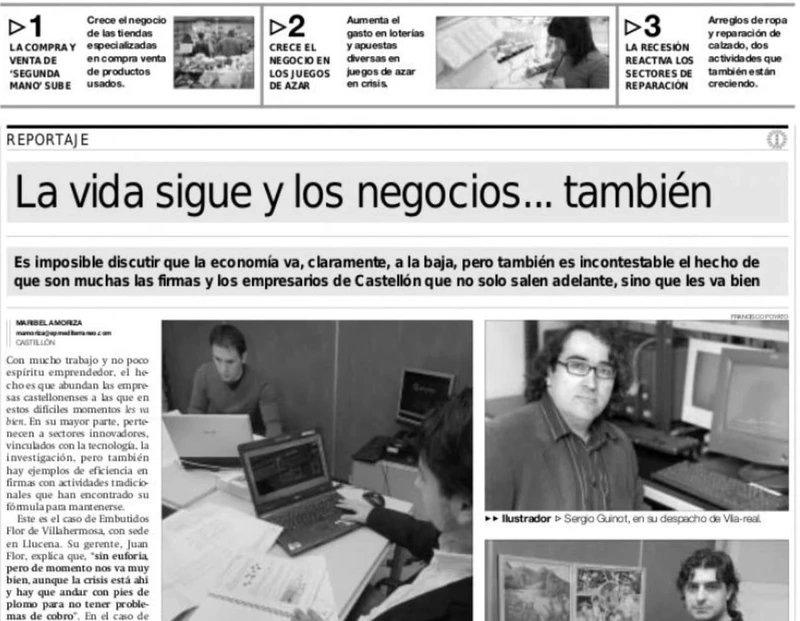 ▷1
LA COMPRA Y
VENTA DE
‘SEGUNDA
MANO’ SUBE
Crece el negocio
de las tiendas
especializadas
en compra venta
de productos
usados.
▷2
CRECE EL
NEGOCIO EN
LOS JUEGOS
DE AZAR
Aumenta el
gasto en loterías
y apuestas
diversas en
juegos de azar
en crisis.
▷3
LA RECESIÓN
REACTIVA LOS
SECTORES DE
REPARACIÓN
Arreglos de ropa
y reparación de
calzado, dos
actividades que
también están
creciendo.
REPORTAJE
La vida sigue y los negocios... también
Es imposible discutir que la economía va, claramente, a la baja, pero también es incontestable el hecho de
que son muchas las firmas y los empresarios de Castellón que no solo salen adelante, sino que les va bien
MARIBEL AMORIZA
mamoriza@epmediterraneo.com
CASTELLÓN
Con mucho trabajo y no poco
espíritu emprendedor, el he-
cho es que abundan las empre-
sas castellonenses a las que en
estos difíciles momentos les va
bien. En su mayor parte, perte-
necen a sectores innovadores,
vinculados con la tecnología, la
investigación, pero también
hay ejemplos de eficiencia en
firmas con actividades tradicio-
nales que han encontrado su
fórmula para mantenerse.
Este es el caso de Embutidos
Flor de Villahermosa, con sede
en Llucena. Su gerente, Juan
Flor, explica que, “sin euforia,
pero de momento nos va muy
bien, aunque la crisis está ahí
y hay que andar con pies de
plomo para no tener proble-
mas de cobro”. En el caso de
FRANCISCO POYATO
▸▸ Ilustrador ▷ Sergio Guinot, en su despacho de Vila-real.